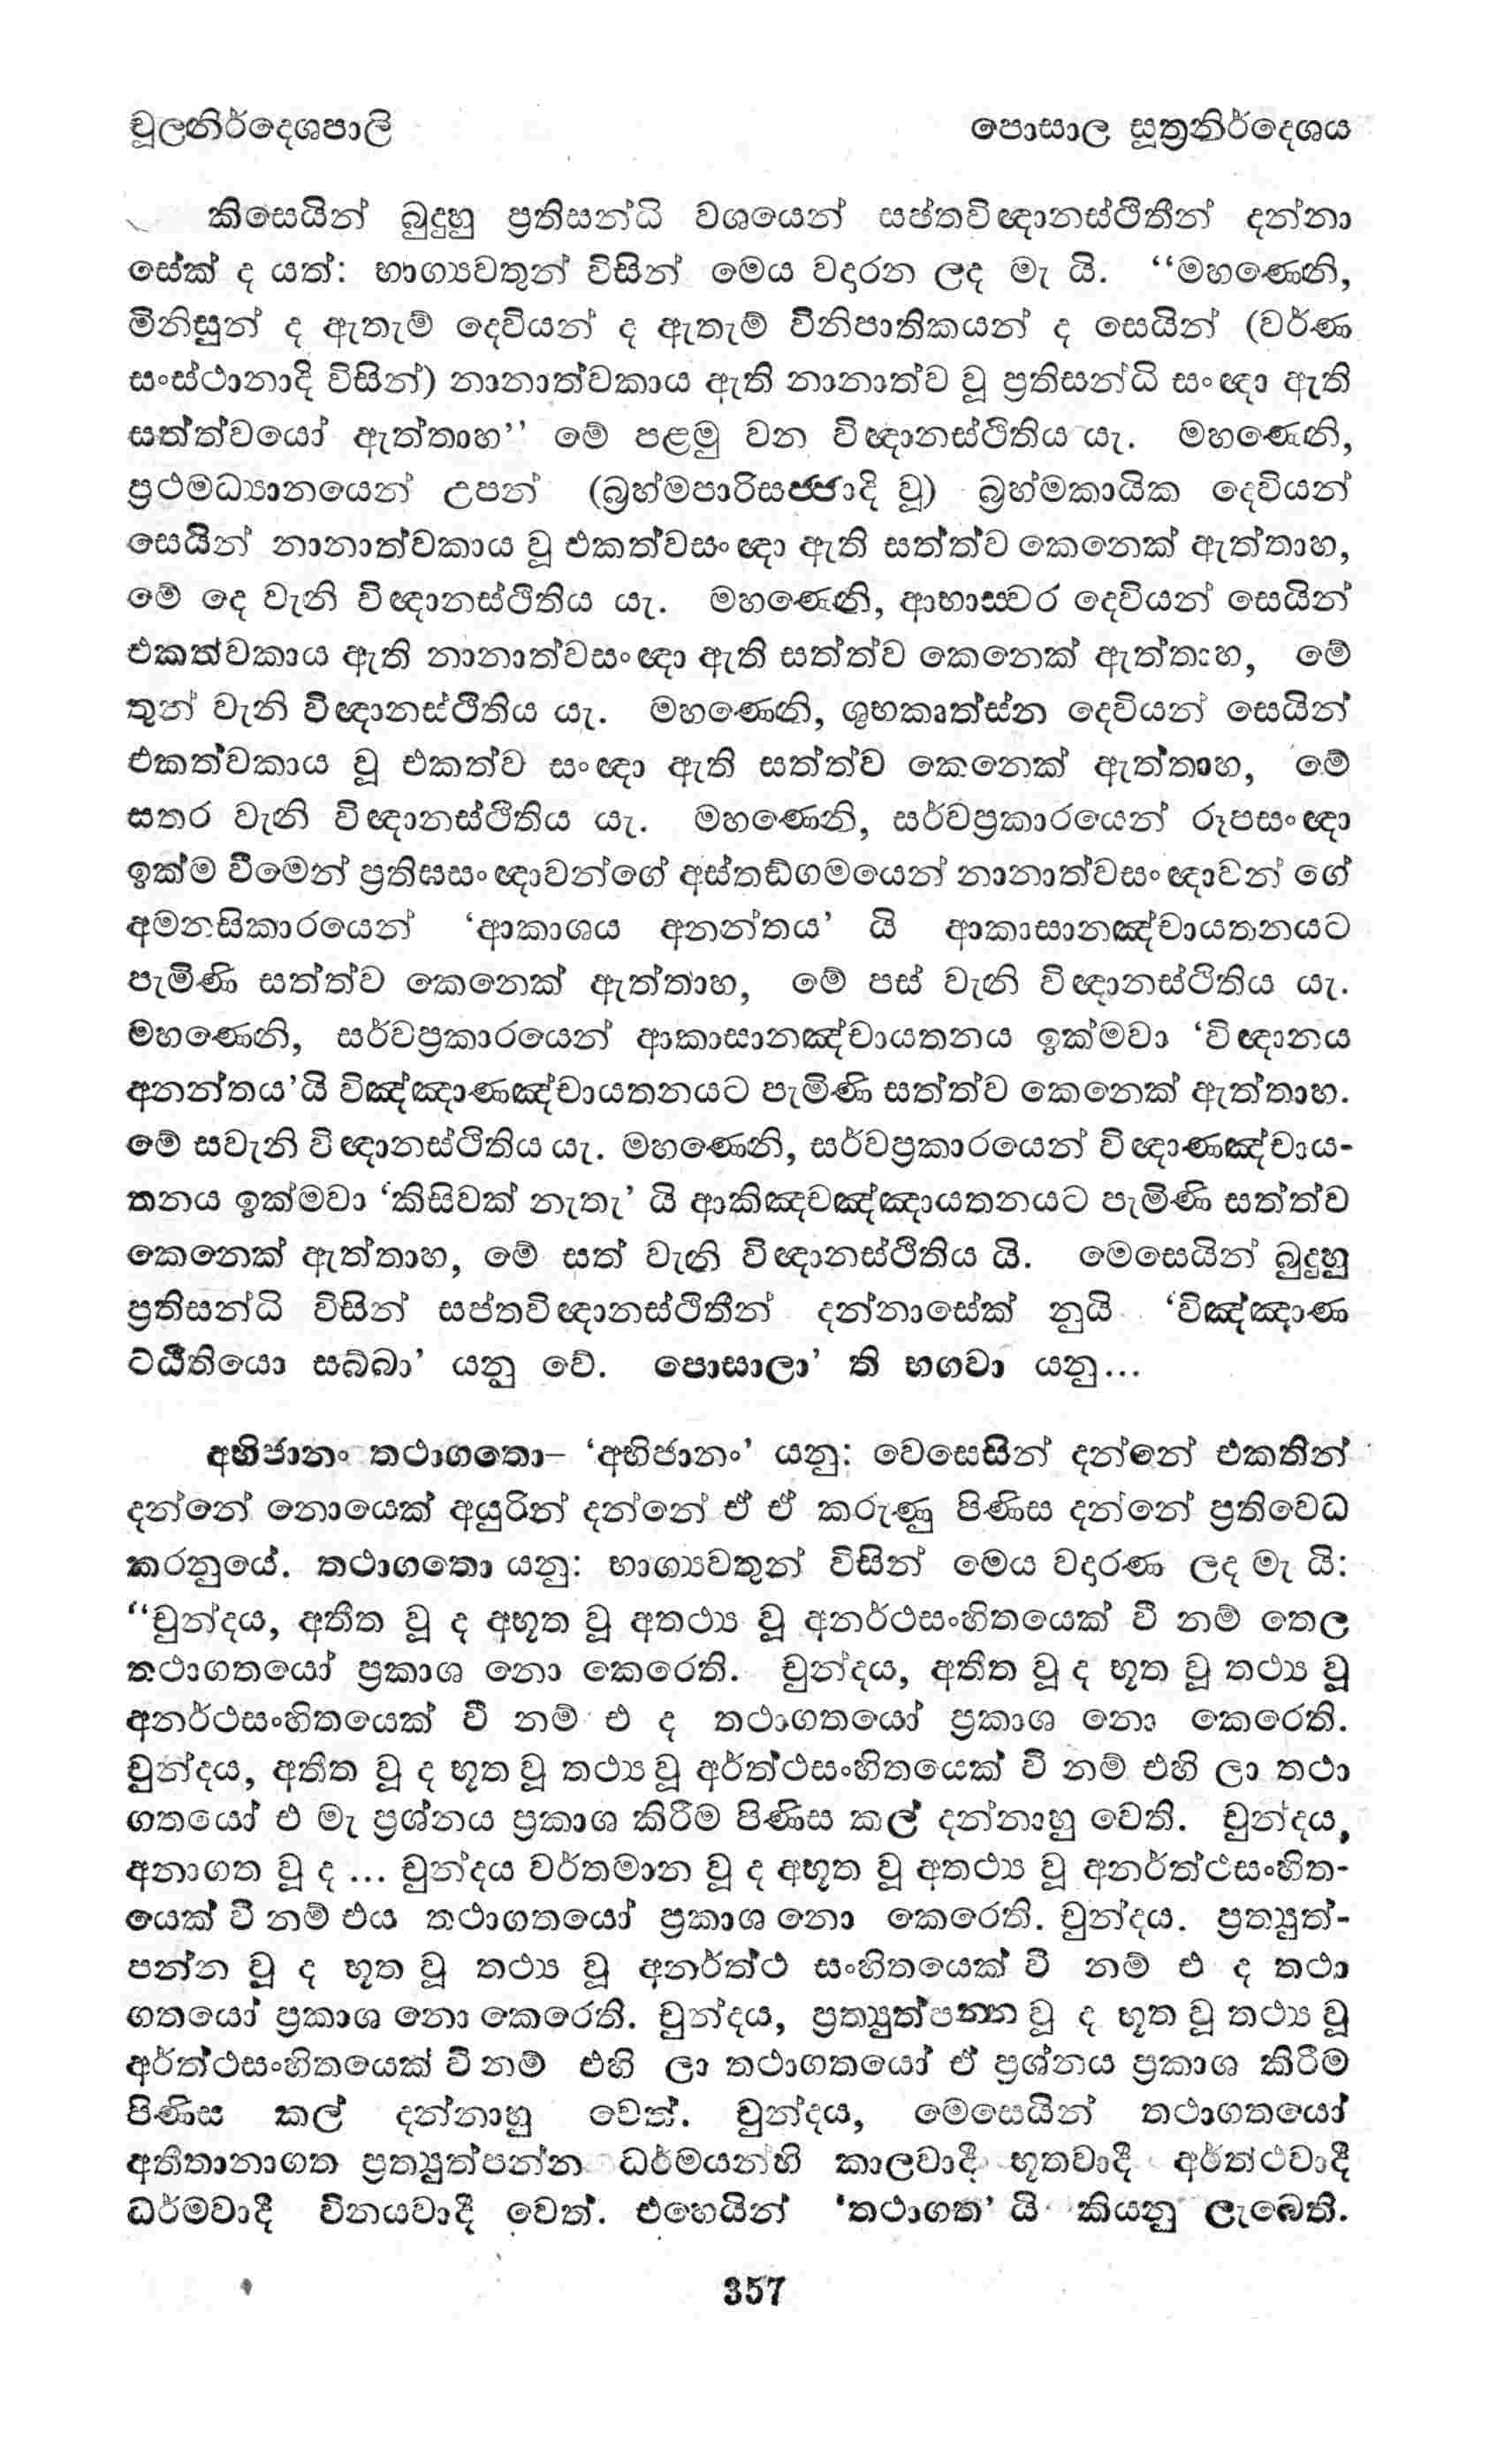 චූලනිර්දෙශපාලි
පොසාල සූත්‍රනිර්දෙශය
කිසෙයින් බුදුහු ප්‍රතිසන්ධි වශයෙන් සප්තවිඥානස්ථිතීන් දන්නා
සේක් ද යත්: භාග්‍යවතුන් විසින් මෙය වදාරන ලද මැ යි. “මහණෙනි,
මිනිසුන් ද ඇතැම් දෙවියන් ද ඇතැම් විනිපාතිකයන් ද සෙයින් (වර්ණ
සංස්ථානාදි විසින්) නානාත්වකාය ඇති නානාත්ව වූ ප්‍රතිසන්ධි සංඥා ඇති
සත්ත්වයෝ ඇත්තාහ” මේ පළමු වන විඥානස්ථිතිය යැ. මහණෙනි,
ප්‍රථමධ්‍යානයෙන් උපන් (බ්‍රහ්මපාරිසජ්ජාදි වූ) බ්‍රහ්මකායික දෙවියන්
සෙයින් නානාත්වකාය වූ එකත්වසංඥා ඇති සත්ත්ව කෙනෙක් ඇත්තාහ,
මේ දෙ වැනි විඥානස්ථිතිය යැ. මහණෙනි, ආභාස්වර දෙවියන් සෙයින්
එකත්වකාය ඇති නානාත්වසංඥා ඇති සත්ත්ව කෙනෙක් ඇත්තාහ, මේ
තුන් වැනි විඥානස්ථිතිය යැ. මහණෙනි, ශුභකෘත්ස්න දෙවියන් සෙයින්
එකත්වකාය වූ එකත්ව සංඥා ඇති සත්ත්ව කෙනෙක් ඇත්තාහ, මේ
සතර වැනි විඥානස්ථිතිය යැ. මහණෙනි, සර්වප්‍රකාරයෙන් රූපසංඥා
ඉක්ම වීමෙන් ප්‍රතිඝසංඥාවන්ගේ අස්තඞ්ගමයෙන් නානාත්වසංඥාවන් ගේ
අමනසිකාරයෙන් ‘ආකාශය අනන්තය’ යි ආකාසානඤ්චායතනයට
පැමිණි සත්ත්ව කෙනෙක් ඇත්තාහ, මේ පස් වැනි විඥානස්ථිතිය යැ.
මහණෙනි, සර්වප්‍රකාරයෙන් ආකාසානඤ්චායතනය ඉක්මවා ‘විඥානය
අනන්තය’යි විඤ්ඤාණඤ්චායතනයට පැමිණි සත්ත්ව කෙනෙක් ඇත්තාහ.
මේ සවැනි විඥානස්ථිතිය යැ. මහණෙනි, සර්වප්‍රකාරයෙන් විඥාණඤ්චාය-
තනය ඉක්මවා ‘කිසිවක් නැතැ’ යි ආකිඤචඤ්ඤායතනයට පැමිණි සත්ත්ව
කෙනෙක් ඇත්තාහ, මේ සත් වැනි විඥානස්ථිතිය යි. මෙසෙයින් බුදුහු
ප්‍රතිසන්ධි විසින් සප්තවිඥානස්ථිතීන් දන්නාසේක් නුයි ‘විඤ්ඤාණ
ට්ඨීතියො සබ්බා’ යනු වේ. පොසාලා’ ති භගවා යනු...
අභිජානං තථාගතො– ‘අභිජානං’ යනු: වෙසෙසින් දන්නේ එකතින්
දන්නේ නොයෙක් අයුරින් දන්නේ ඒ ඒ කරුණු පිණිස දන්නේ ප්‍රතිවෙධ
කරනුයේ. තථාගතො යනු: භාග්‍යවතුන් විසින් මෙය වදාරණ ලද මැ යි:
“චුන්දය, අතීත වූ ද අභූත වූ අතථ්‍ය වූ අනර්ථසංහිතයෙක් වී නම් තෙල
තථාගතයෝ ප්‍රකාශ නො කෙරෙති. චුන්දය, අතීත වූ ද භූත වූ තථ්‍ය වූ
අනර්ථසංහිතයෙක් වී නම් එ ද තථාගතයෝ ප්‍රකාශ නො කෙරෙති.
චුන්දය, අතීත වූ ද භූත වූ තථ්‍ය වූ අර්ත්ථසංහිතයෙක් වී නම් එහි ලා තථා
ගතයෝ එ මැ ප්‍රශ්නය ප්‍රකාශ කිරීම පිණිස කල් දන්නාහු වෙති. චුන්දය,
අනාගත වූ ද ... චුන්දය වර්තමාන වූ ද අභූත වූ අතථ්‍ය වූ අනර්ත්ථසංහිත-
යෙක් වී නම් එය තථාගතයෝ ප්‍රකාශ නො කෙරෙති. චුන්දය. ප්‍රත්‍යුත්-
පන්න වූ ද භූත වූ තථ්‍ය වූ අනර්ත්ථ සංහිතයෙක් වී නම් එ ද තථා
ගතයෝ ප්‍රකාශ නො කෙරෙති. චුන්දය, ප්‍රත්‍යුත්පන්න වූ ද භූත වූ තථ්‍ය වූ
අර්ත්ථසංහිතයෙක් වී නම් එහි ලා තථාගතයෝ ඒ ප්‍රශ්නය ප්‍රකාශ කිරීම
පිණිස කල් දන්නාහු වෙත්. චුන්දය, මෙසෙයින් තථාගතයෝ
අතීතානාගත ප්‍රත්‍යුත්පන්න ධර්මයන්හි කාලවාදී භූතවාදී අර්ත්ථවාදී
ධර්මවාදී විනයවාදී වෙත්. එහෙයින් ‘තථාගත’ යි කියනු ලැබෙති.
357